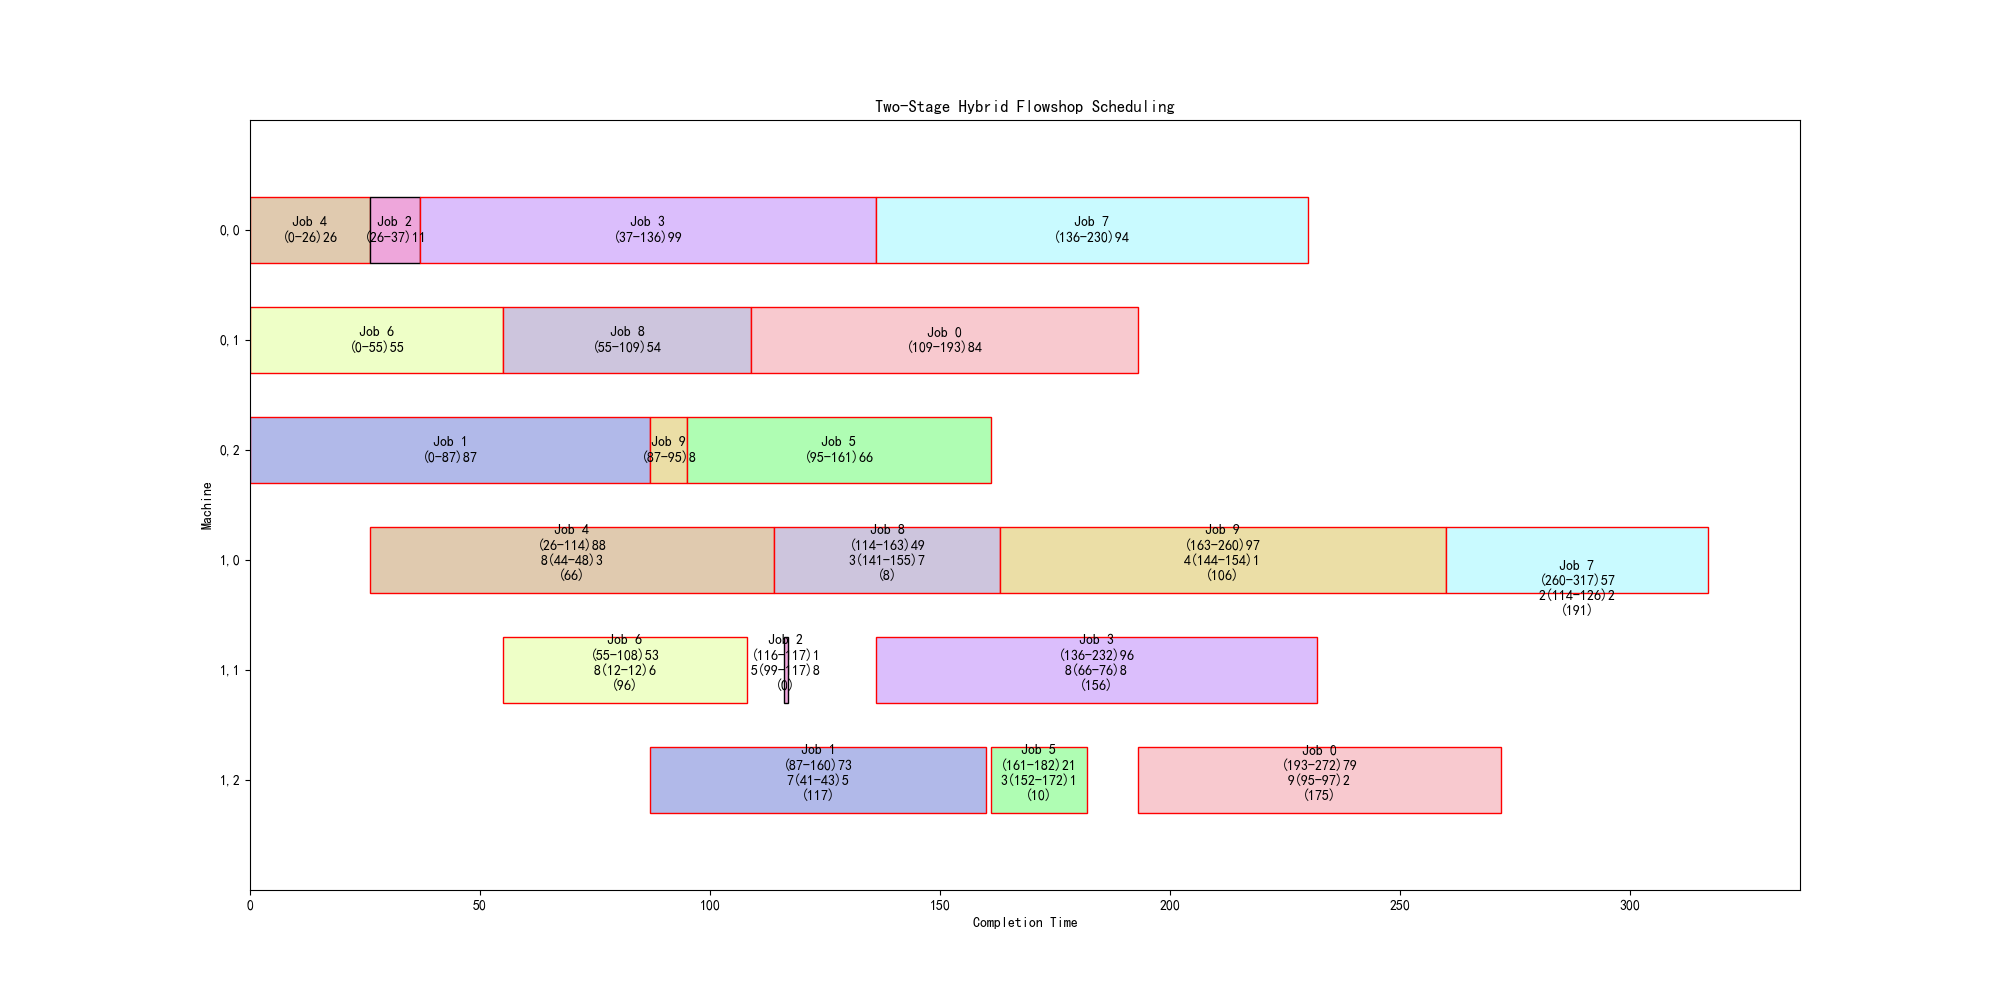 Two-Stage Hybrid Flowshop Scheduling
0,0
Job 4
(0-26)26
Job 2
(26-37)11
Job 3
(37-136)99
Job 7
(136-230)94
0,1
Job 6
(0-55)55
Job 8
(55-109)54
Job 0
(109-193)84
0,2
Job 1
(0-87)87
Job 9
(87-95)8
Job 5
(95-161)66
Machine
1,0
Job 4
(26-114)88
8(44-48)3
(66)
Job 8
(114-163)49
3(141-155)7
(8)
Job 9
(163-260)97
4(144-154)1
(106)
Job 7
(260-317)57
2(114-126)2
(191)
1,1
Job 6
(55-108)53
8(12-12)6
(96)
Job 2
(116-117)1
5(99-117)8
(0)
Job 3
(136-232)96
8(66-76)8
(156)
1,2
Job 1
(87-160)73
7(41-43)5
(117)
Job 5
(161-182)21
3(152-172)1
(10)
Job 0
(193-272)79
9(95-97)2
(175)
0 50 100 150 200 250 300
Completion Time